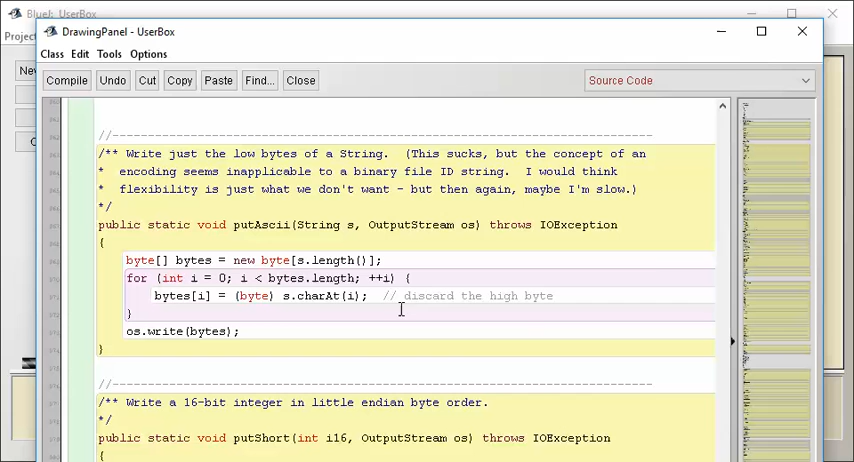 BlueJ: UserBox
Projec
DrawingPanel - UserBox
Class Edit Tools Options
Compile Undo Cut Copy Paste Find... Close Source Code
//----------------------------------------------------------------------------
/** Write just the low bytes of a String. (This sucks, but the concept of an
* encoding seems inapplicable to a binary file ID string. I would think
* flexibility is just what we don't want - but then again, maybe I'm slow.)
*/
public static void putAscii(String s, OutputStream os) throws IOException
{
byte[] bytes = new byte[s.length()];
for (int i = 0; i < bytes.length; ++i) {
bytes[i] = (byte) s.charAt(i); // discard the high byte
}
os.write(bytes);
}
//----------------------------------------------------------------------------
/** Write a 16-bit integer in little endian byte order.
*/
public static void putShort(int i16, OutputStream os) throws IOException
{